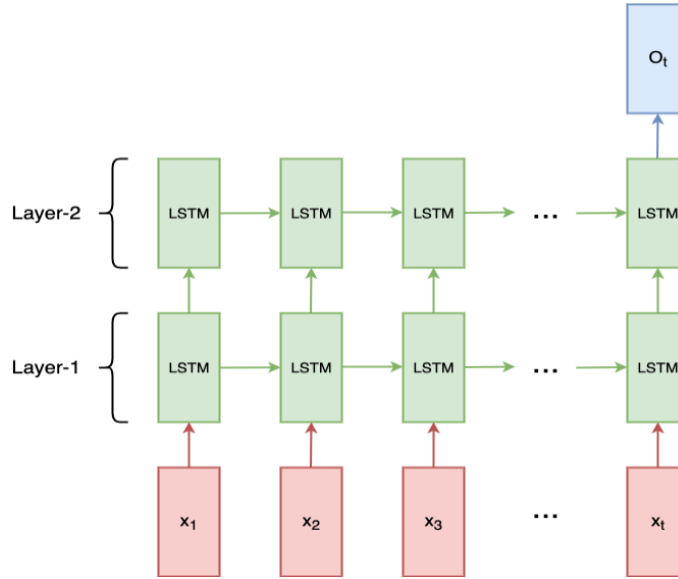 Oₜ
Layer-2 LSTM LSTM LSTM ... LSTM
Layer-1 LSTM LSTM LSTM ... LSTM
x₁ x₂ x₃ ... xₜ